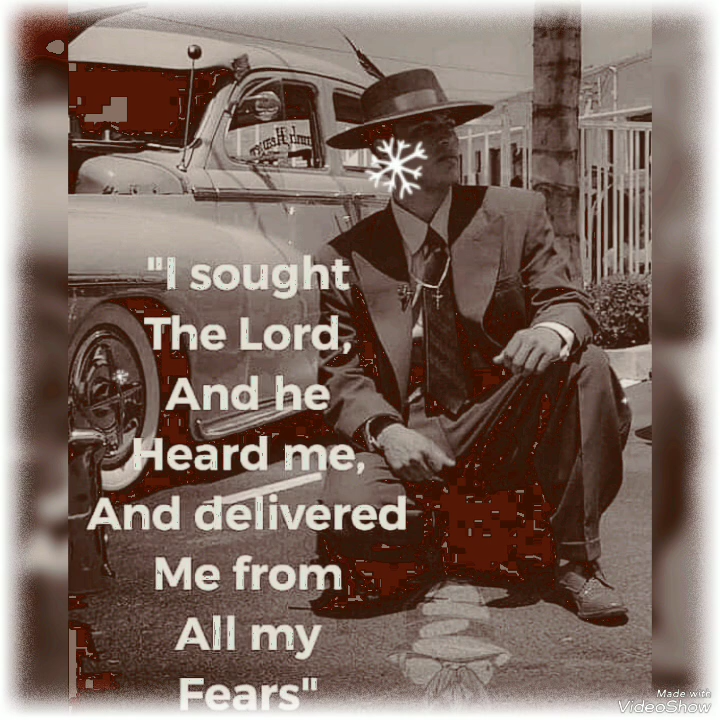 "I sought
The Lord,
And he
Heard me,
And delivered
Me from
All my
Fears"
Made with
VideoShow